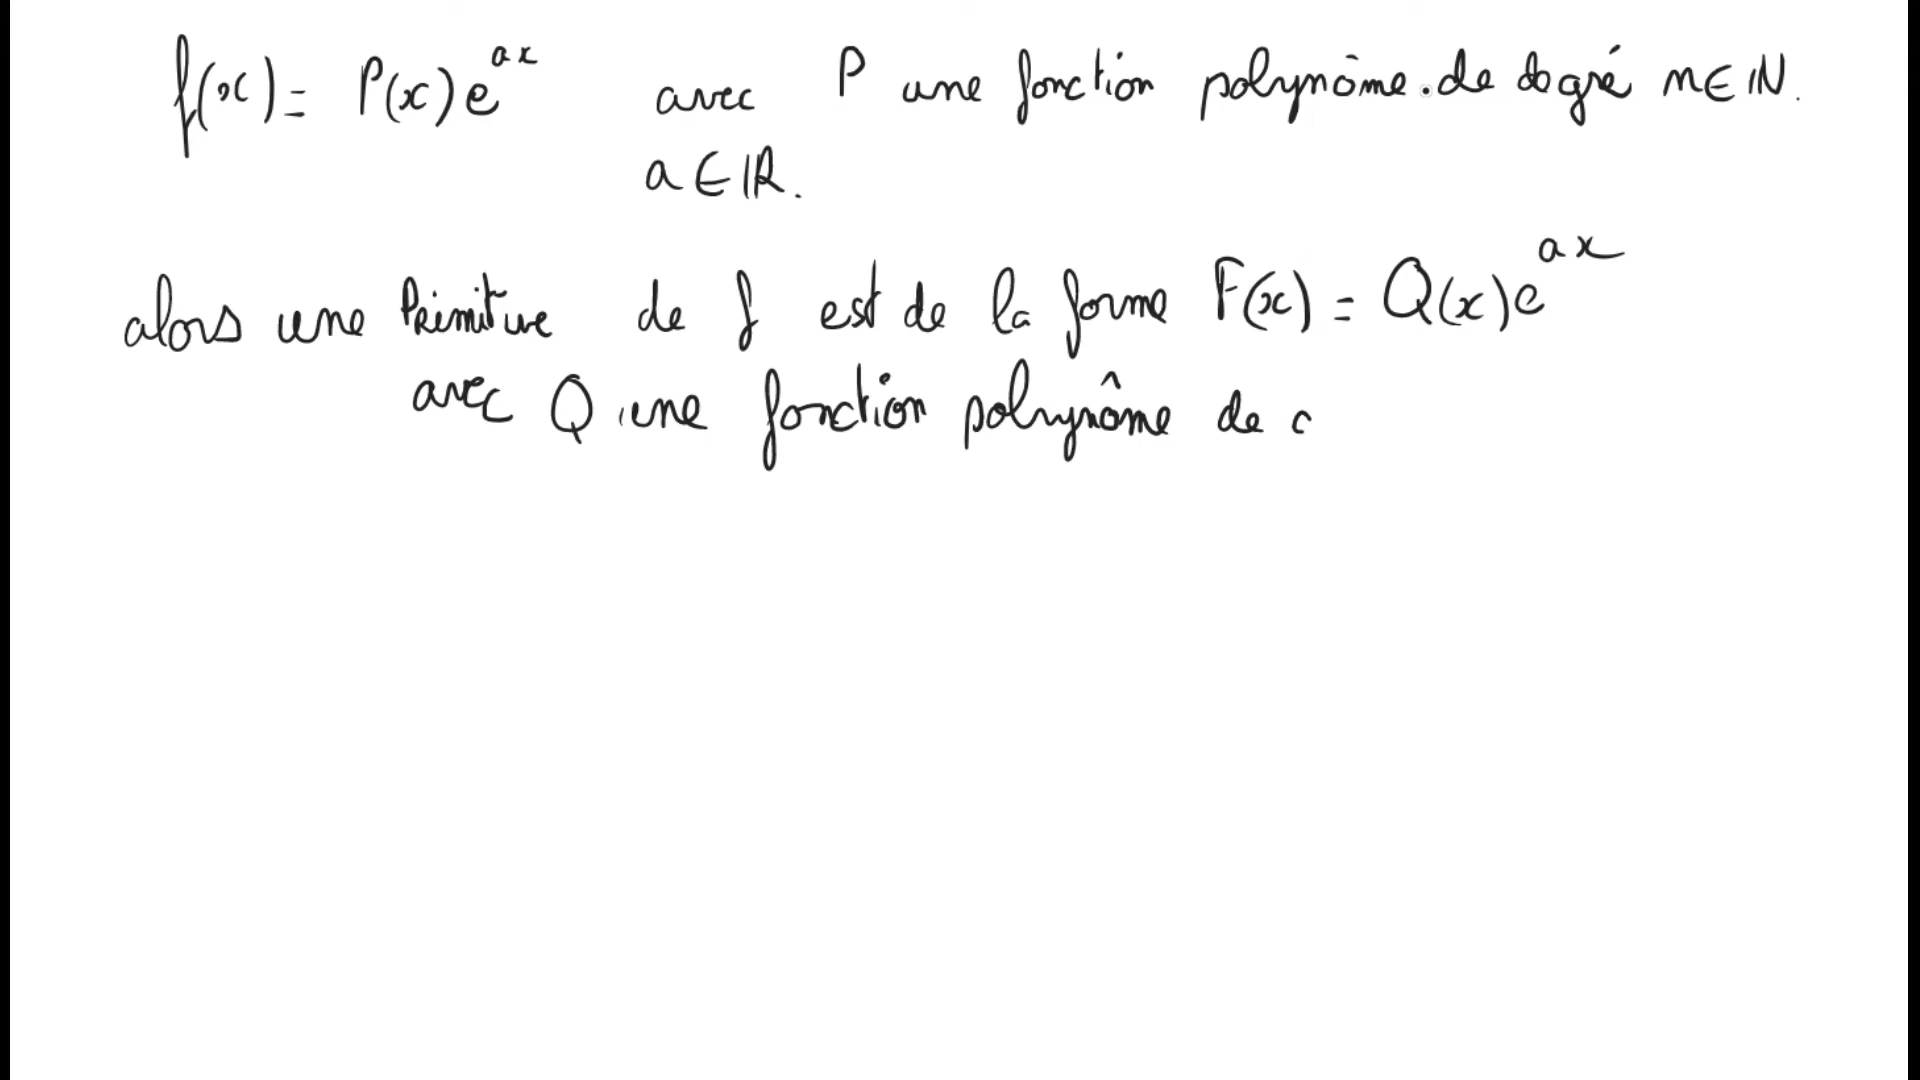 f(x) = P(x)e^{ax} avec P une fonction polynôme de degré n ∈ ℕ.
a ∈ ℝ.
alors une Primitive de f est de la forme F(x) = Q(x)e^{ax}
avec Q une fonction polynôme de